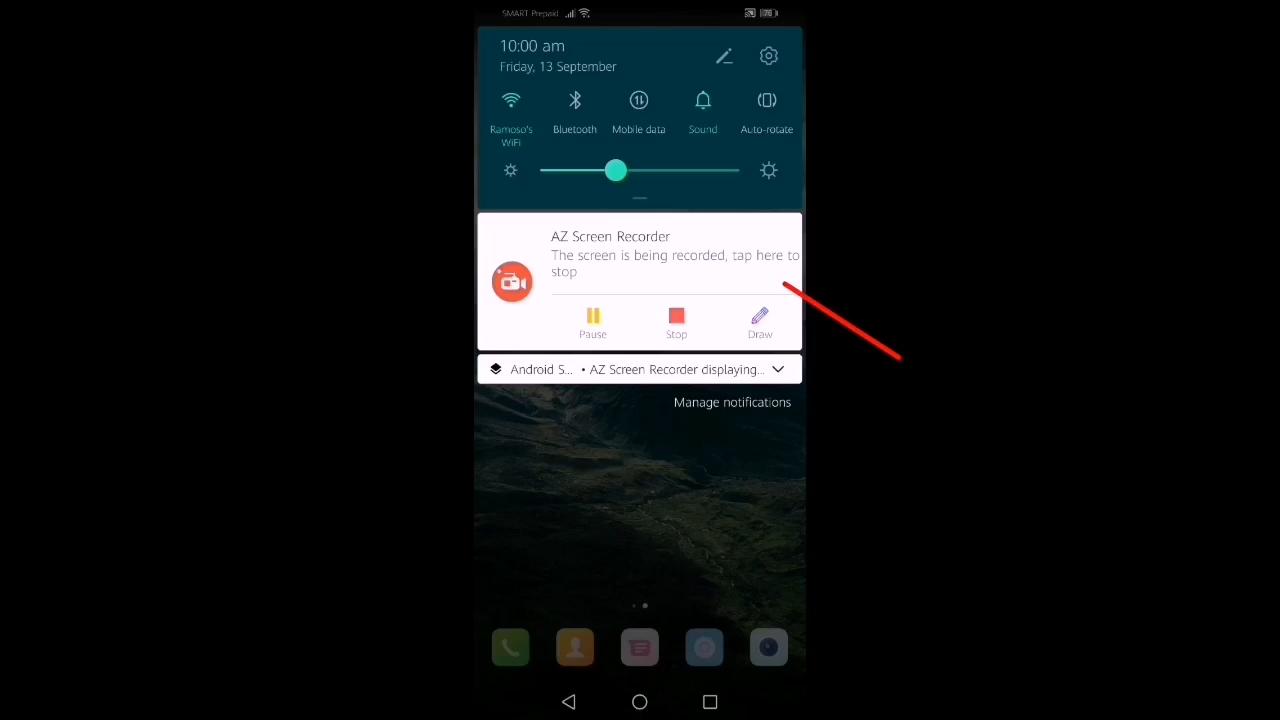 SMART Prepaid
76
10:00 am
Friday, 13 September
Ramoso's WiFi
Bluetooth
Mobile data
Sound
Auto-rotate
AZ Screen Recorder
The screen is being recorded, tap here to
stop
Pause
Stop
Draw
Android S... • AZ Screen Recorder displaying...
Manage notifications